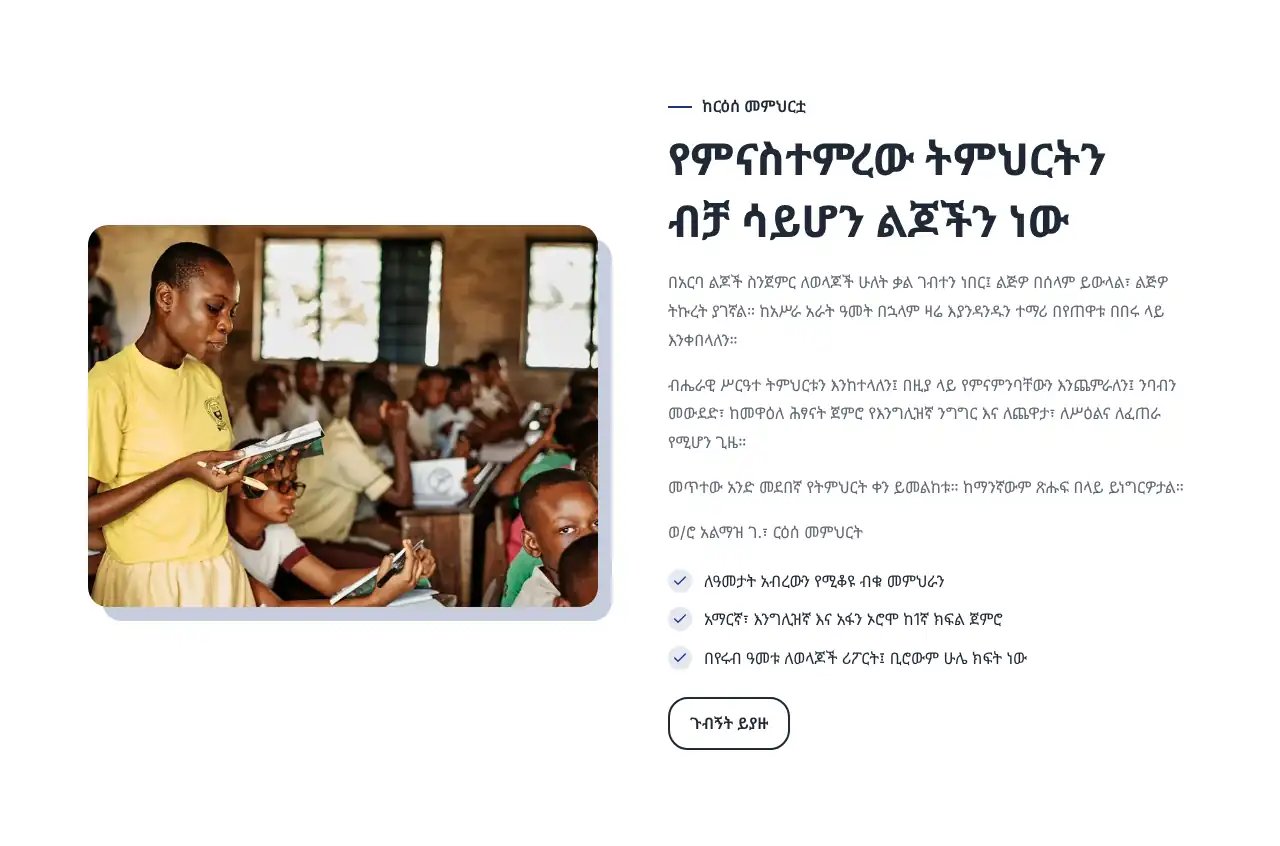 ከርዕሰ መምህርቷ
የምናስተምረው ትምህርትን
ብቻ ሳይሆን ልጆችን ነው
በአርባ ልጆች ስንጀምር ለወላጆች ሁለት ቃል ገብተን ነበር፤ ልጅዎ በሰላም ይውላል፣ ልጅዎ
ትኩረት ያገኛል። ከአሥራ አራት ዓመት በኋላም ዛሬ እያንዳንዱን ተማሪ በየጠዋቱ በበሩ ላይ
እንቀበላለን።
ብሔራዊ ሥርዓተ ትምህርቱን እንከተላለን፤ በዚያ ላይ የምናምንባቸውን እንጨምራለን፤ ንባብን
መውደድ፣ ከመዋዕለ ሕፃናት ጀምሮ የእንግሊዝኛ ንግግር እና ለጨዋታ፣ ለሥዕልና ለፈጠራ
የሚሆን ጊዜ።
መጥተው አንድ መደበኛ የትምህርት ቀን ይመልከቱ። ከማንኛውም ጽሑፍ በላይ ይነግርዎታል።
ወ/ሮ አልማዝ ገ.፣ ርዕሰ መምህርት
ለዓመታት አብረውን የሚቆዩ ብቁ መምህራን
አማርኛ፣ እንግሊዝኛ እና አፋን ኦሮሞ ከ1ኛ ክፍል ጀምሮ
በየሩብ ዓመቱ ለወላጆች ሪፖርት፤ ቢሮውም ሁሌ ክፍት ነው
ጉብኝት ይያዙ